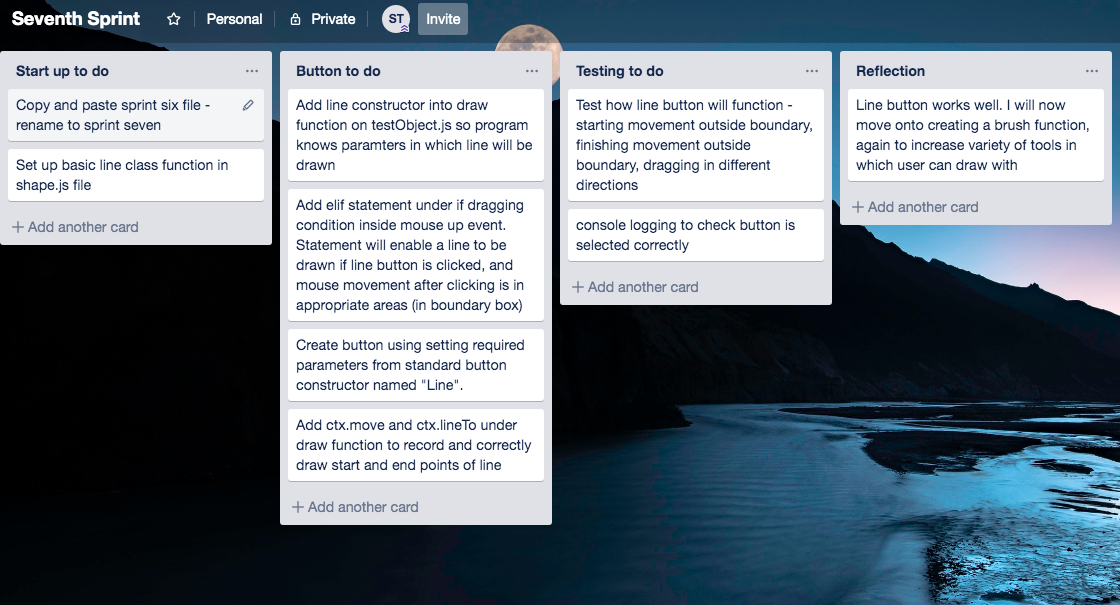 Seventh Sprint
Personal
Private
ST
Invite
Start up to do
Copy and paste sprint six file -
rename to sprint seven
Set up basic line class function in
shape.js file
+ Add another card
Button to do
Add line constructor into draw
function on testObject.js so program
knows paramters in which line will be
drawn
Add elif statement under if dragging
condition inside mouse up event.
Statement will enable a line to be
drawn if line button is clicked, and
mouse movement after clicking is in
appropriate areas (in boundary box)
Create button using setting required
parameters from standard button
constructor named "Line".
Add ctx.move and ctx.lineTo under
draw function to record and correctly
draw start and end points of line
+ Add another card
Testing to do
Test how line button will function -
starting movement outside boundary,
finishing movement outside
boundary, dragging in different
directions
console logging to check button is
selected correctly
+ Add another card
Reflection
Line button works well. I will now
move onto creating a brush function,
again to increase variety of tools in
which user can draw with
+ Add another card